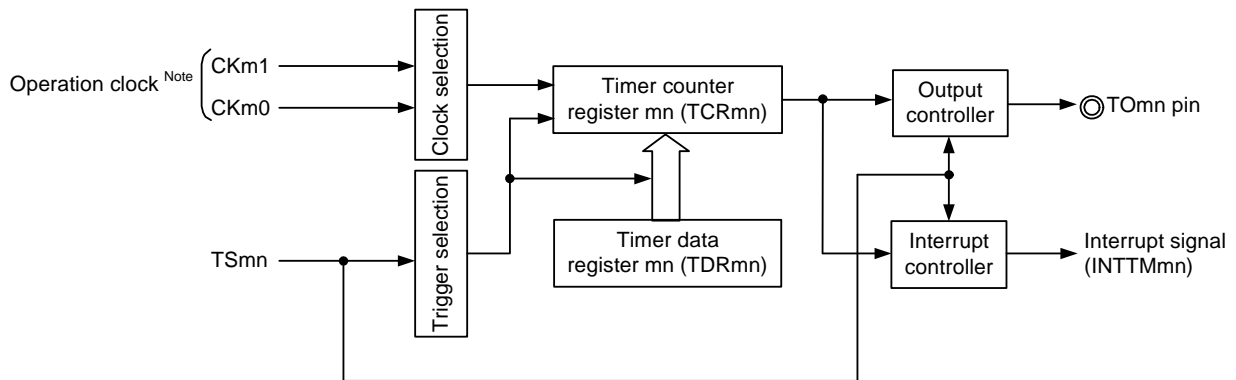 Operation clock Note
CKm1
CKm0
Clock selection
Timer counter
register mn (TCRmn)
Output
controller
TOmn pin
TSmn
Trigger selection
Timer data
register mn (TDRmn)
Interrupt
controller
Interrupt signal
(INTTMmn)